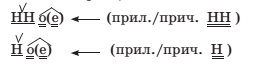 НН о(е) ← (прил./прич. НН )
Н о(е) ← (прил./прич. Н )